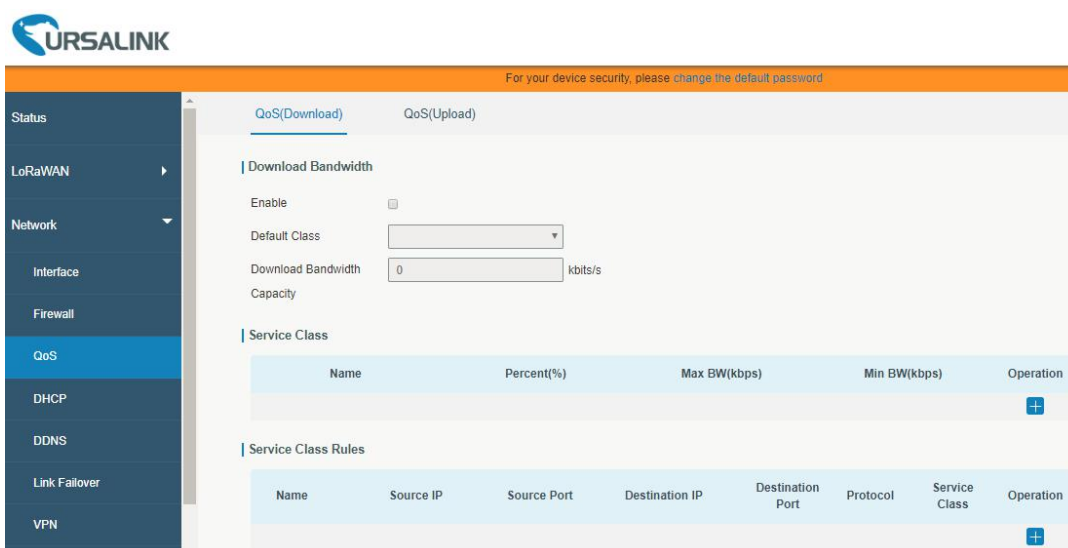 URSALINK
For your device security, please change the default password
Status
LoRaWAN
Network
Interface
Firewall
QoS
DHCP
DDNS
Link Failover
VPN
QoS(Download) QoS(Upload)
Download Bandwidth
Enable
Default Class
Download Bandwidth Capacity 0 kbits/s
Service Class
Name Percent(%) Max BW(kbps) Min BW(kbps) Operation
Service Class Rules
Name Source IP Source Port Destination IP Destination Port Protocol Service Class Operation